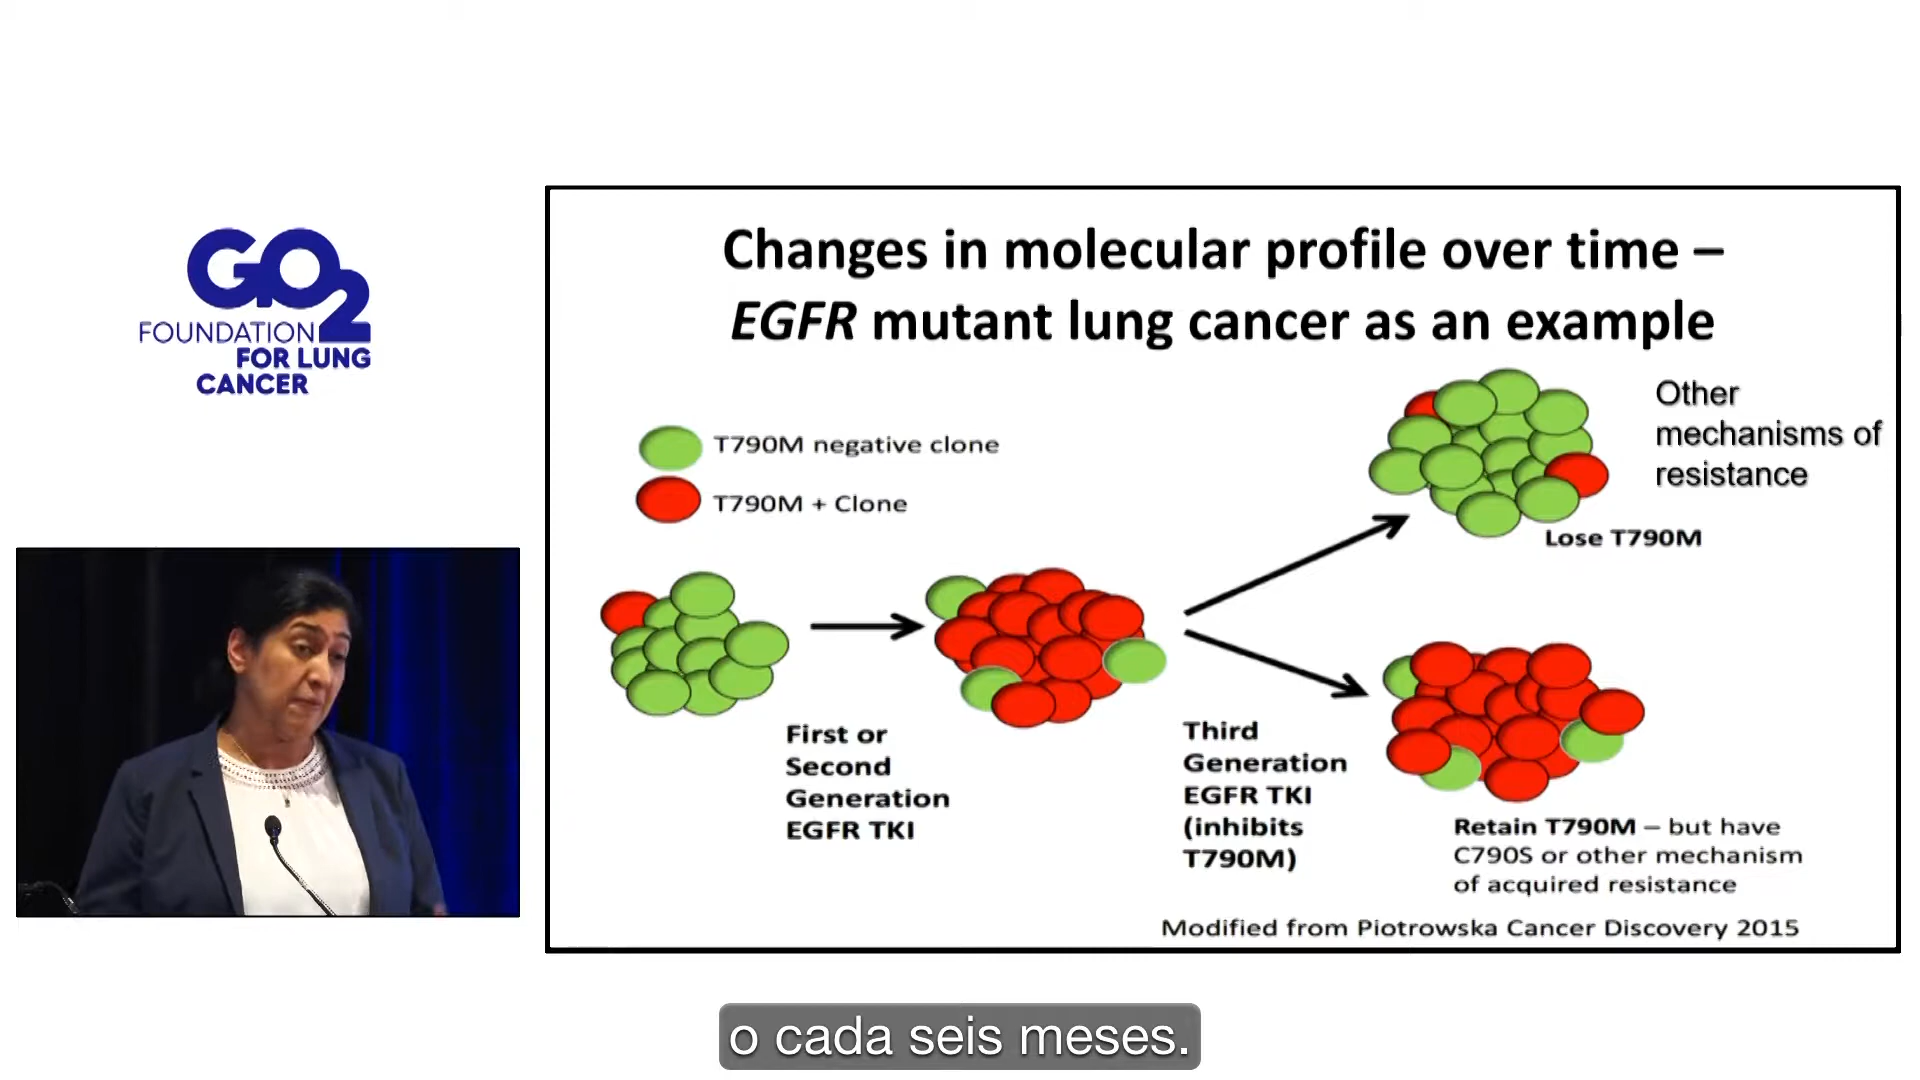 GO2
FOUNDATION
FOR LUNG
CANCER
Changes in molecular profile over time –
EGFR mutant lung cancer as an example
T790M negative clone
T790M + Clone
Other
mechanisms of
resistance
Lose T790M
First or
Second
Generation
EGFR TKI
Third
Generation
EGFR TKI
(inhibits
T790M)
Retain T790M – but have
C790S or other mechanism
of acquired resistance
Modified from Piotrowska Cancer Discovery 2015
o cada seis meses.